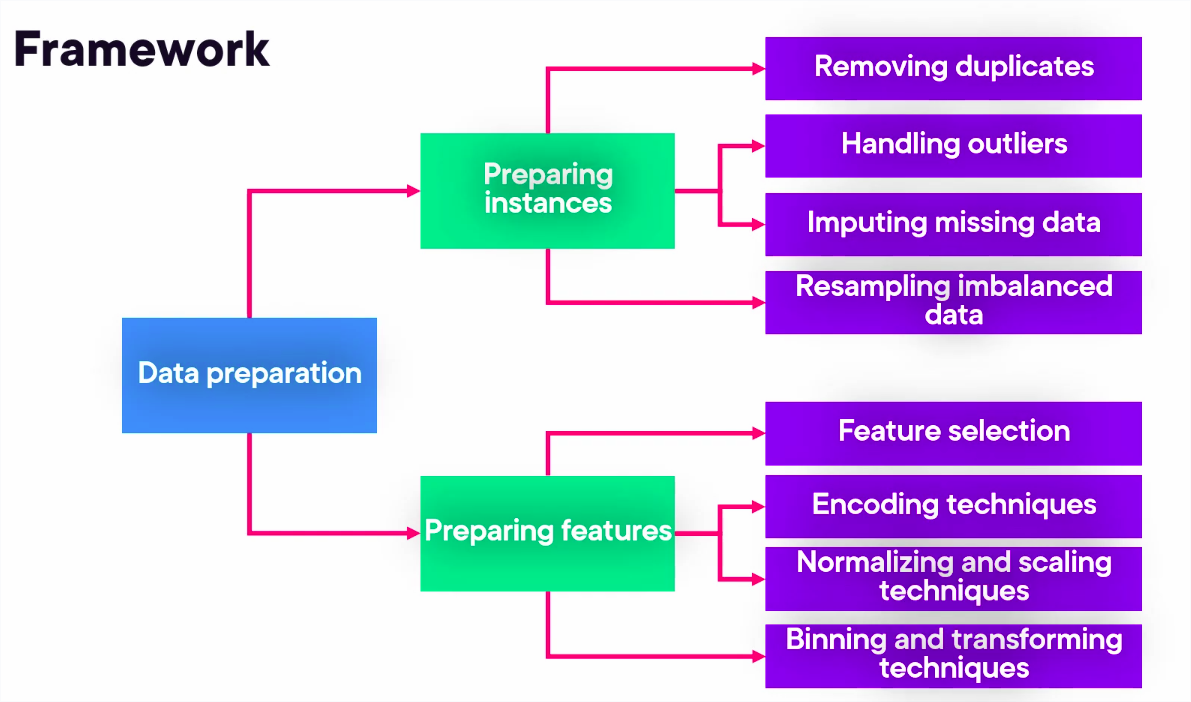 Framework
Removing duplicates
Handling outliers
Preparing
instances
Imputing missing data
Resampling imbalanced
data
Data preparation
Feature selection
Encoding techniques
Preparing features
Normalizing and scaling
techniques
Binning and transforming
techniques